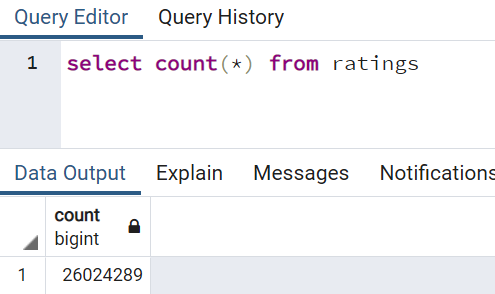 Query Editor Query History
1 select count(*) from ratings
Data Output Explain Messages Notifications
count
bigint
1 26024289